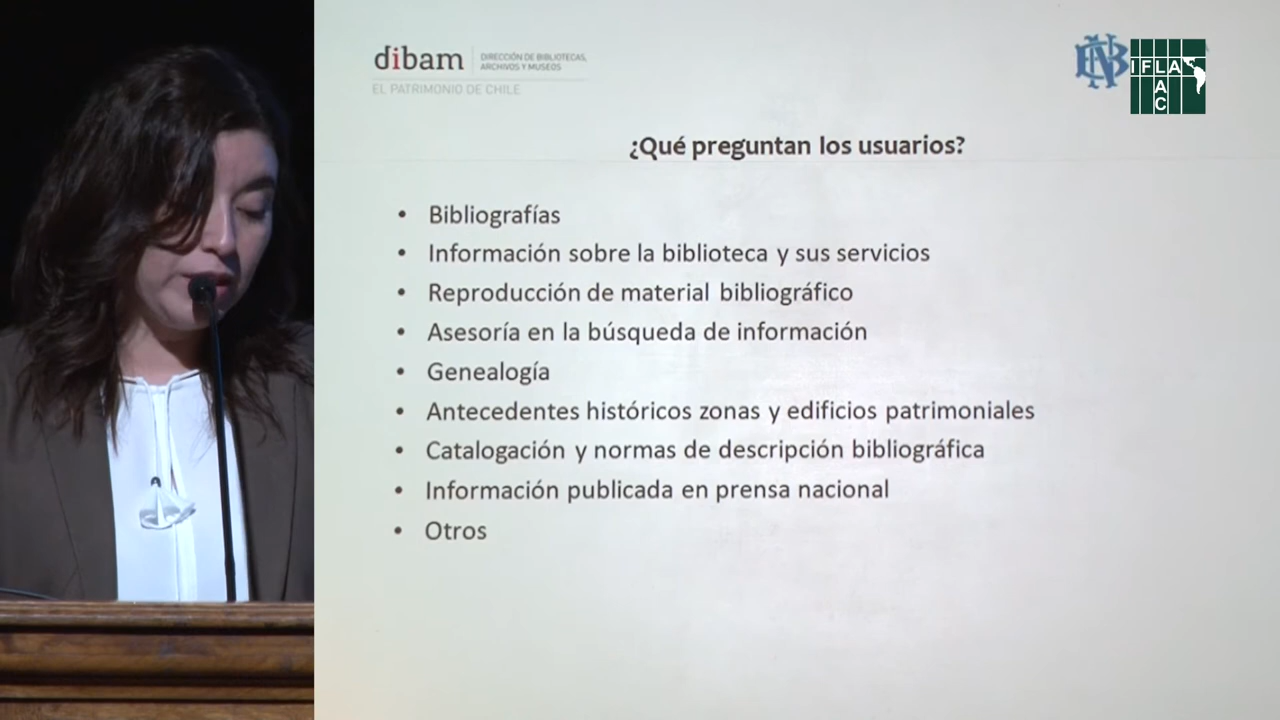 dibam
DIRECCIÓN DE BIBLIOTECAS,
ARCHIVOS Y MUSEOS
EL PATRIMONIO DE CHILE
BN
IFLA
LAC
¿Qué preguntan los usuarios?
• Bibliografías
• Información sobre la biblioteca y sus servicios
• Reproducción de material bibliográfico
• Asesoría en la búsqueda de información
• Genealogía
• Antecedentes históricos zonas y edificios patrimoniales
• Catalogación y normas de descripción bibliográfica
• Información publicada en prensa nacional
• Otros